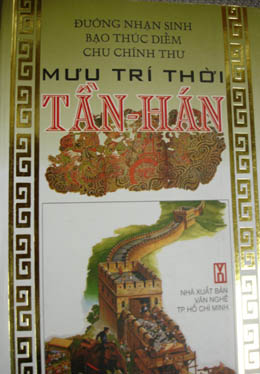 ĐƯỜNG NHẠN SINH
BẠO THÚC DIỄM
CHU CHÍNH THƯ
MƯU TRÍ THỜI
TẦN-HÁN
NHÀ XUẤT BẢN
VĂN NGHỆ
TP HỒ CHÍ MINH